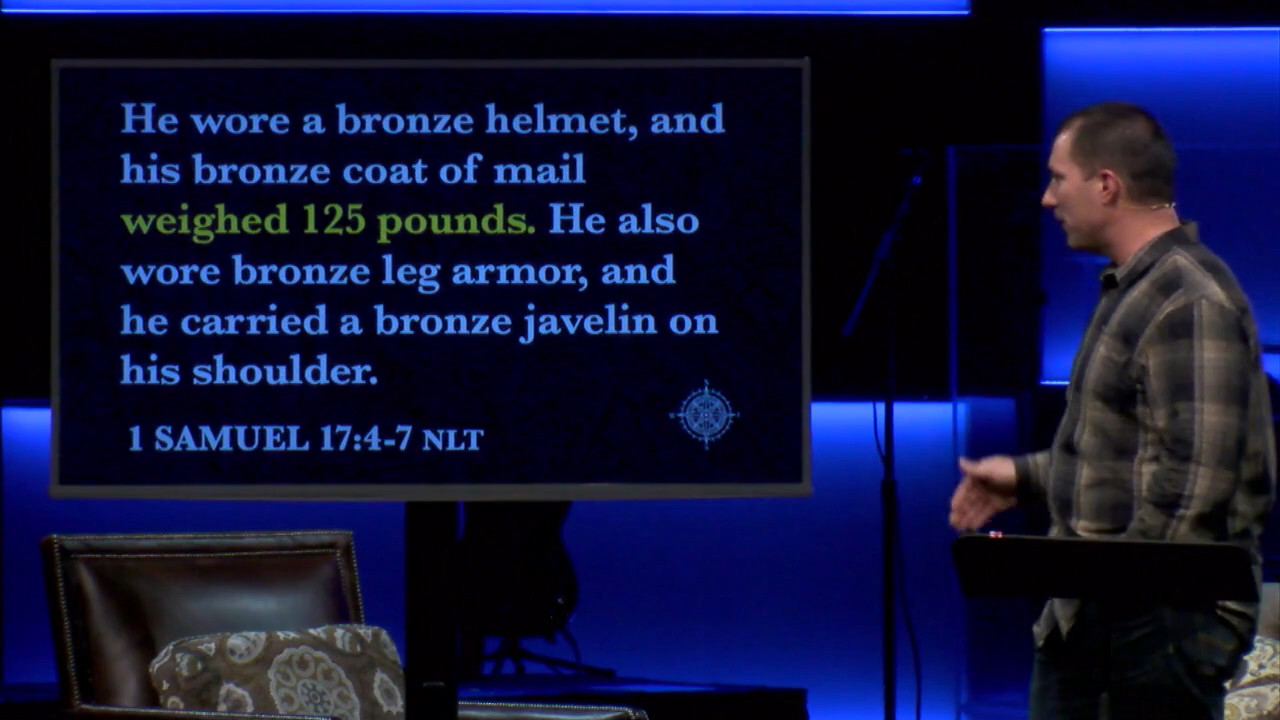 He wore a bronze helmet, and
his bronze coat of mail
weighed 125 pounds. He also
wore bronze leg armor, and
he carried a bronze javelin on
his shoulder.
1 SAMUEL 17:4-7 NLT